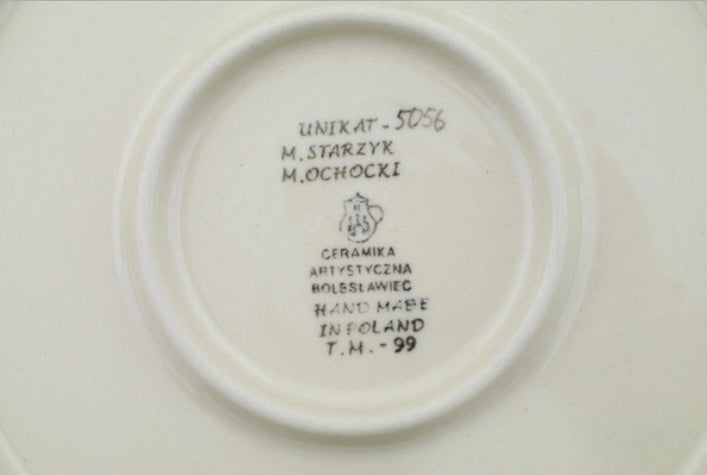 UNIKAT - 5056
M. STARZYK
M. OCHOCKI
CERAMIKA
ARTYSTYCZNA
BOLESŁAWIEC
HAND MADE
IN POLAND
T.M. - 99